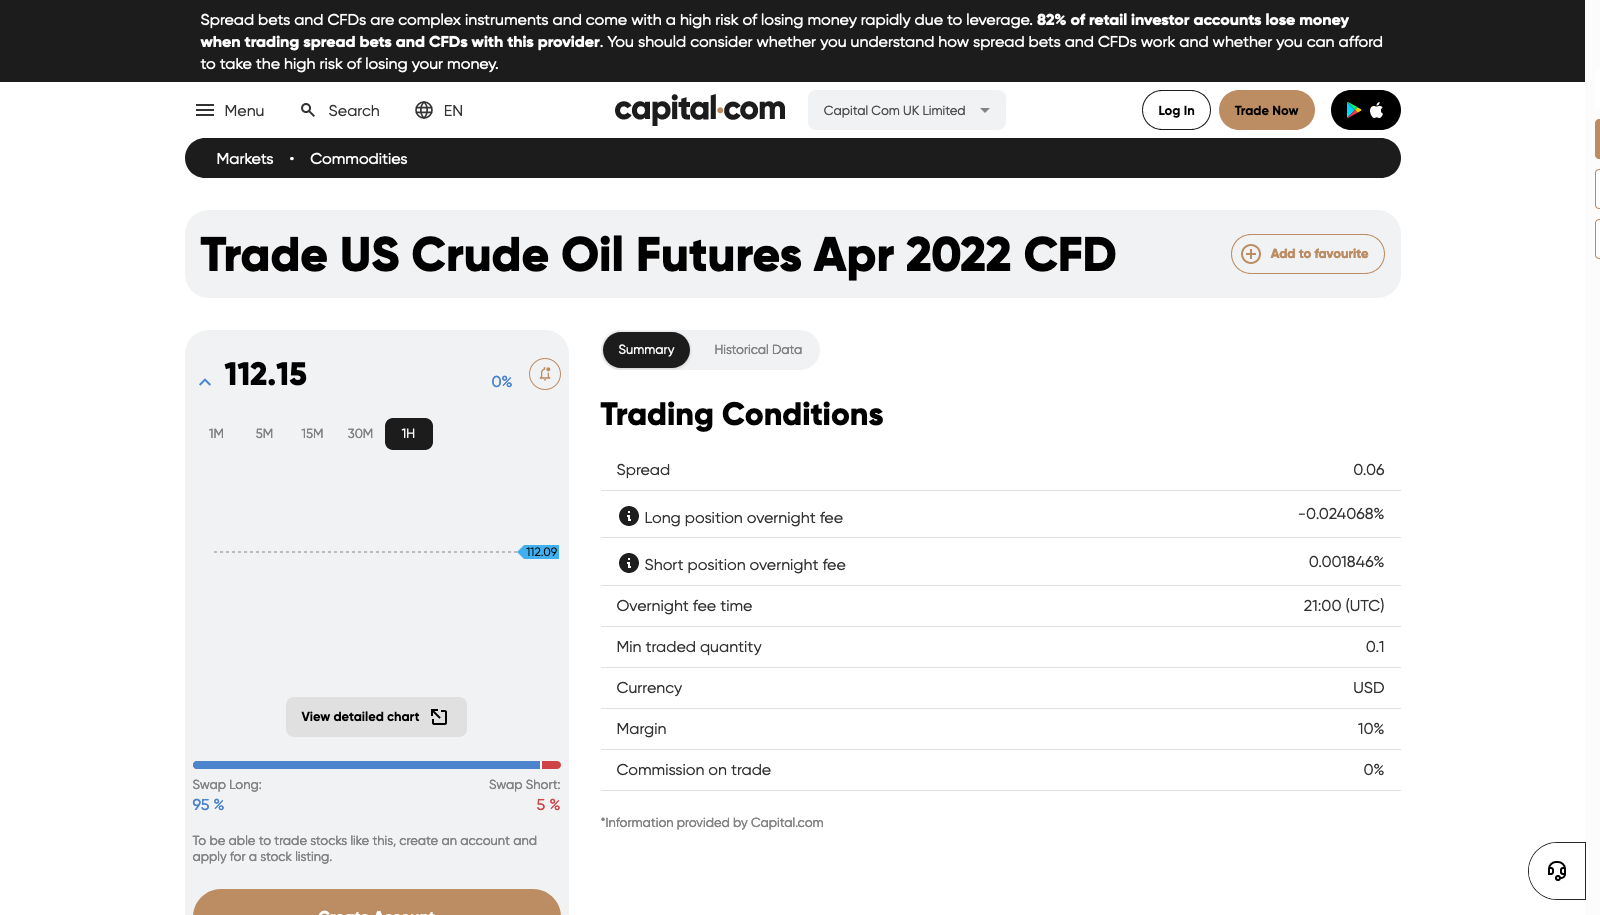 Spread bets and CFDs are complex instruments and come with a high risk of losing money rapidly due to leverage. 82% of retail investor accounts lose money
when trading spread bets and CFDs with this provider. You should consider whether you understand how spread bets and CFDs work and whether you can afford
to take the high risk of losing your money.
Menu Search EN capital.com Capital Com UK Limited Log In Trade Now
Markets • Commodities
Trade US Crude Oil Futures Apr 2022 CFD Add to favourite
112.15 0%
1M 5M 15M 30M 1H
112.09
View detailed chart
Swap Long: Swap Short:
95 % 5 %
To be able to trade stocks like this, create an account and
apply for a stock listing.
Create Account
Summary Historical Data
Trading Conditions
Spread 0.06
Long position overnight fee -0.024068%
Short position overnight fee 0.001846%
Overnight fee time 21:00 (UTC)
Min traded quantity 0.1
Currency USD
Margin 10%
Commission on trade 0%
*Information provided by Capital.com